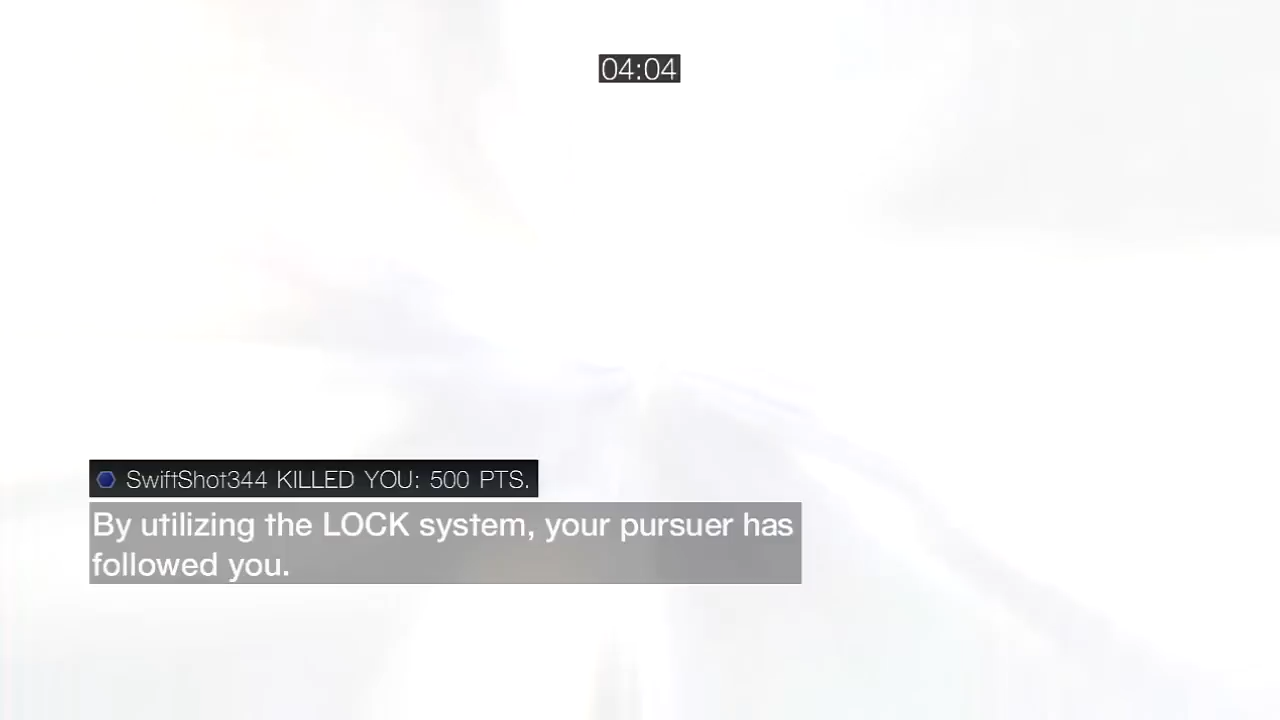 04:04
SwiftShot344 KILLED YOU: 500 PTS.
By utilizing the LOCK system, your pursuer has
followed you.